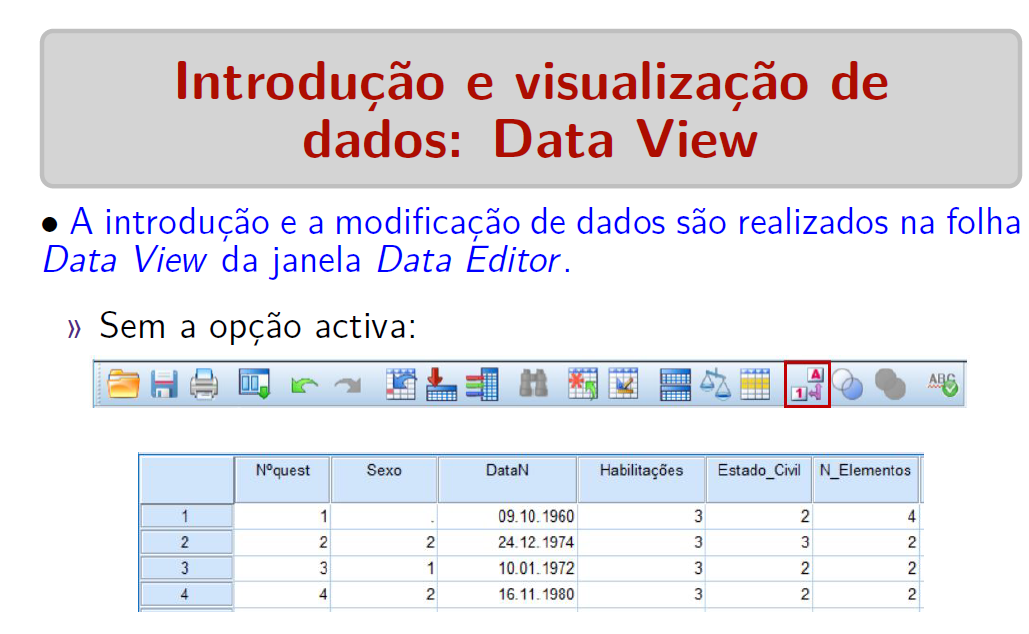 Introdução e visualização de
dados: Data View
• A introdução e a modificação de dados são realizados na folha
Data View da janela Data Editor.
» Sem a opção activa:
A
1
ABC
Nºquest Sexo DataN Habilitações Estado_Civil N_Elementos
1 1 . 09.10.1960 3 2 4
2 2 2 24.12.1974 3 3 2
3 3 1 10.01.1972 3 2 2
4 4 2 16.11.1980 3 2 2